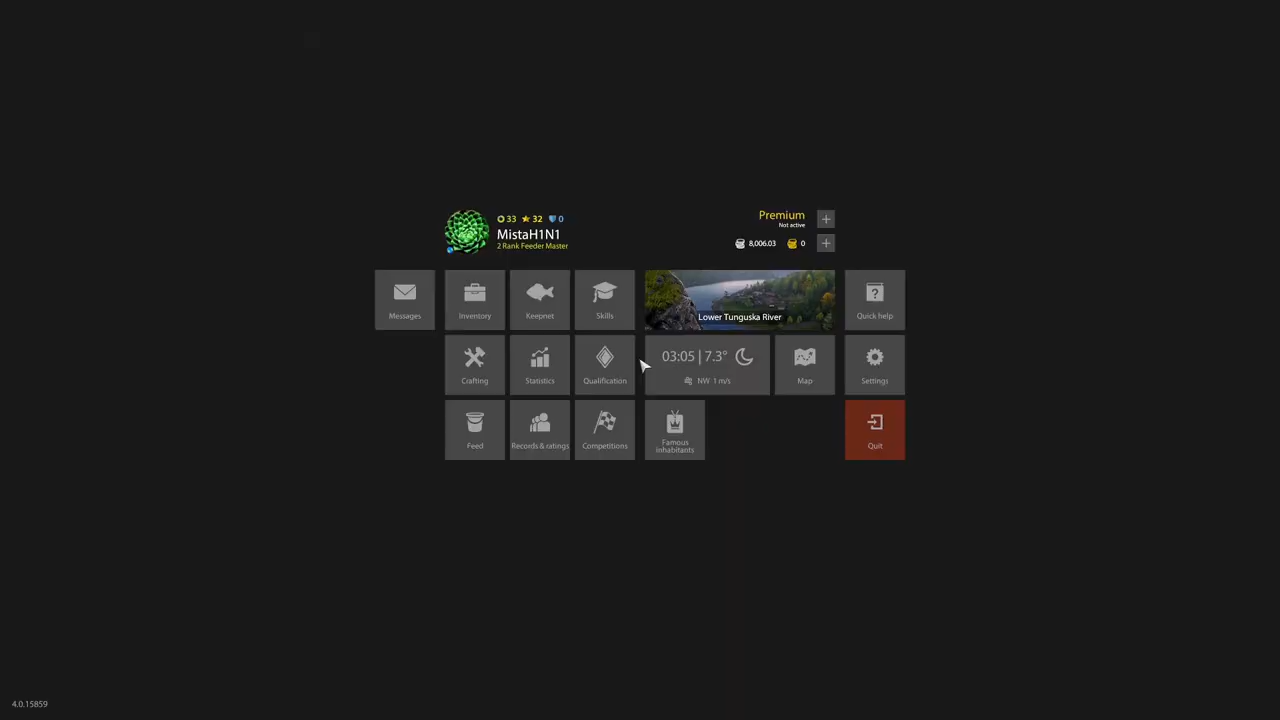 33 32 0
MistaH1N1
2 Rank Feeder Master
Premium
Not active
8,006.03 0
Messages
Inventory
Keepnet
Skills
Lower Tunguska River
Quick help
Crafting
Statistics
Qualification
03:05 | 7.3°
NW 1 m/s
Map
Settings
Feed
Records & ratings
Competitions
Famous
inhabitants
Quit
4.0.15859